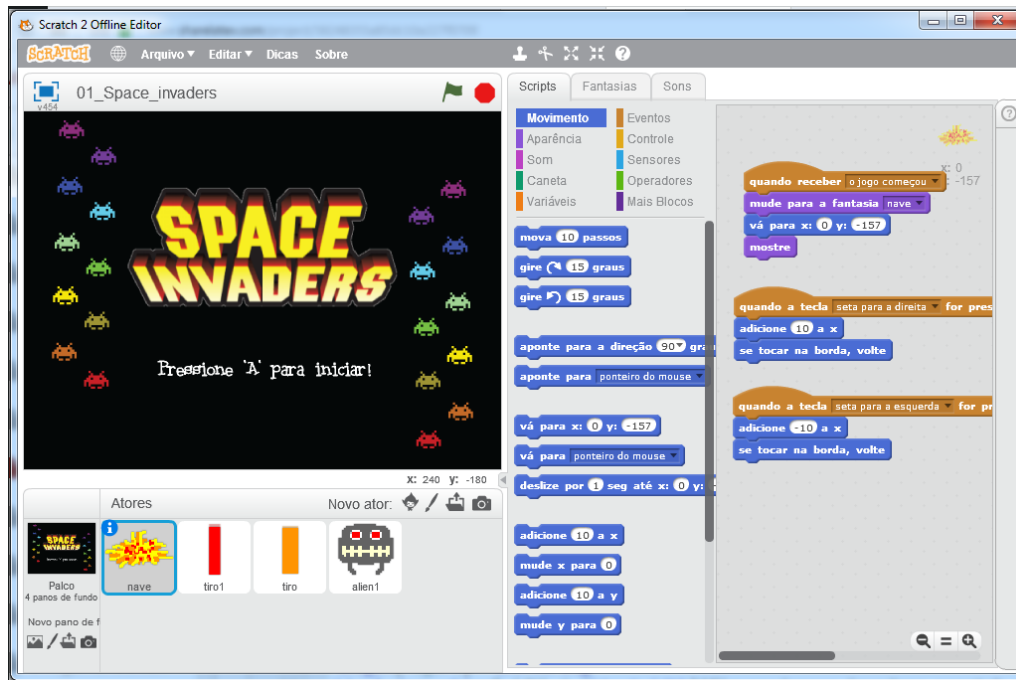 Scratch 2 Offline Editor
SCRATCH Arquivo Editar Dicas Sobre
01_Space_invaders
v454
SPACE
INVADERS
Pressione 'A' para iniciar!
x: 240 y: -180
Atores
Novo ator:
SPACE
INVADERS
Palco
4 panos de fundo
Novo pano de f
nave
tiro1
tiro
alien1
Scripts Fantasias Sons
Movimento Eventos
Aparência Controle
Som Sensores
Caneta Operadores
Variáveis Mais Blocos
mova 10 passos
gire 15 graus
gire 15 graus
aponte para a direção 90 gra
aponte para ponteiro do mouse
vá para x: 0 y: -157
vá para ponteiro do mouse
deslize por 1 seg até x: 0 y:
adicione 10 a x
mude x para 0
adicione 10 a y
mude y para 0
x: 0
-157
quando receber o jogo começou
mude para a fantasia nave
vá para x: 0 y: -157
mostre
quando a tecla seta para a direita for pres
adicione 10 a x
se tocar na borda, volte
quando a tecla seta para a esquerda for pr
adicione -10 a x
se tocar na borda, volte